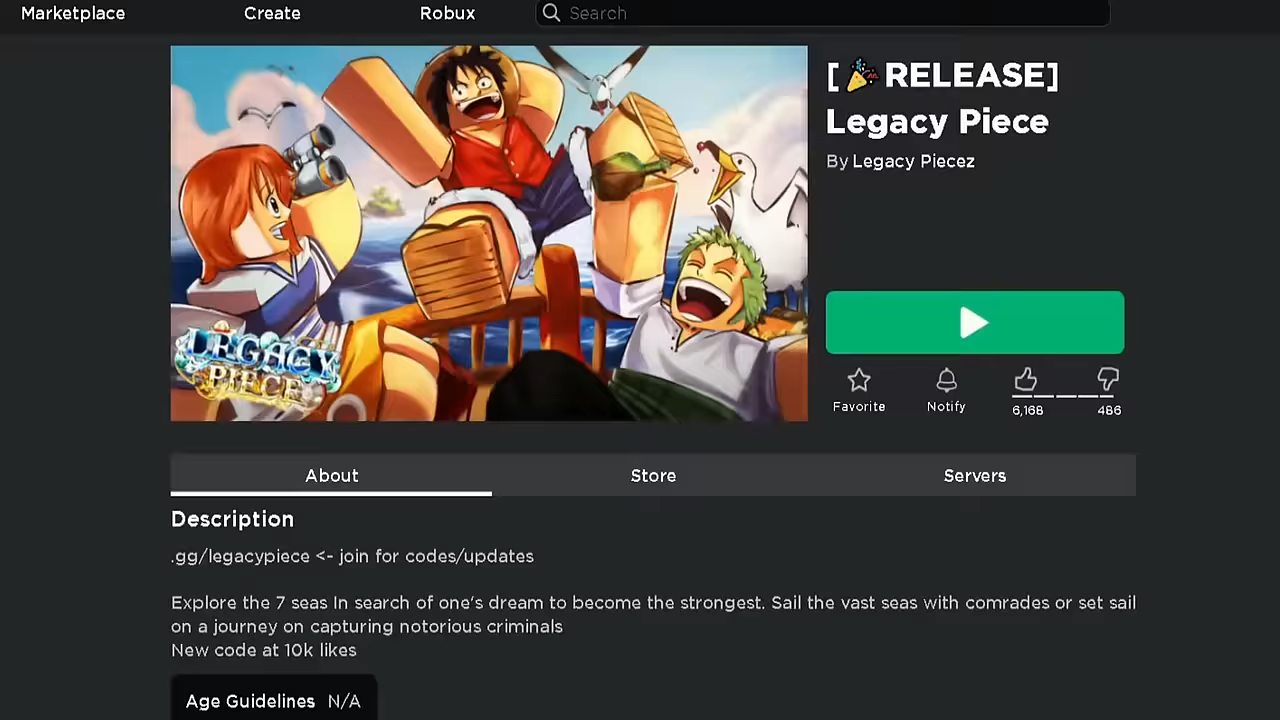 Marketplace
Create
Robux
Search
[🎉RELEASE]
Legacy Piece
By Legacy Piecez
LEGACY
PIECE
Favorite
Notify
6,168
486
About
Store
Servers
Description
.gg/legacypiece <- join for codes/updates
Explore the 7 seas In search of one's dream to become the strongest. Sail the vast seas with comrades or set sail
on a journey on capturing notorious criminals
New code at 10k likes
Age Guidelines N/A